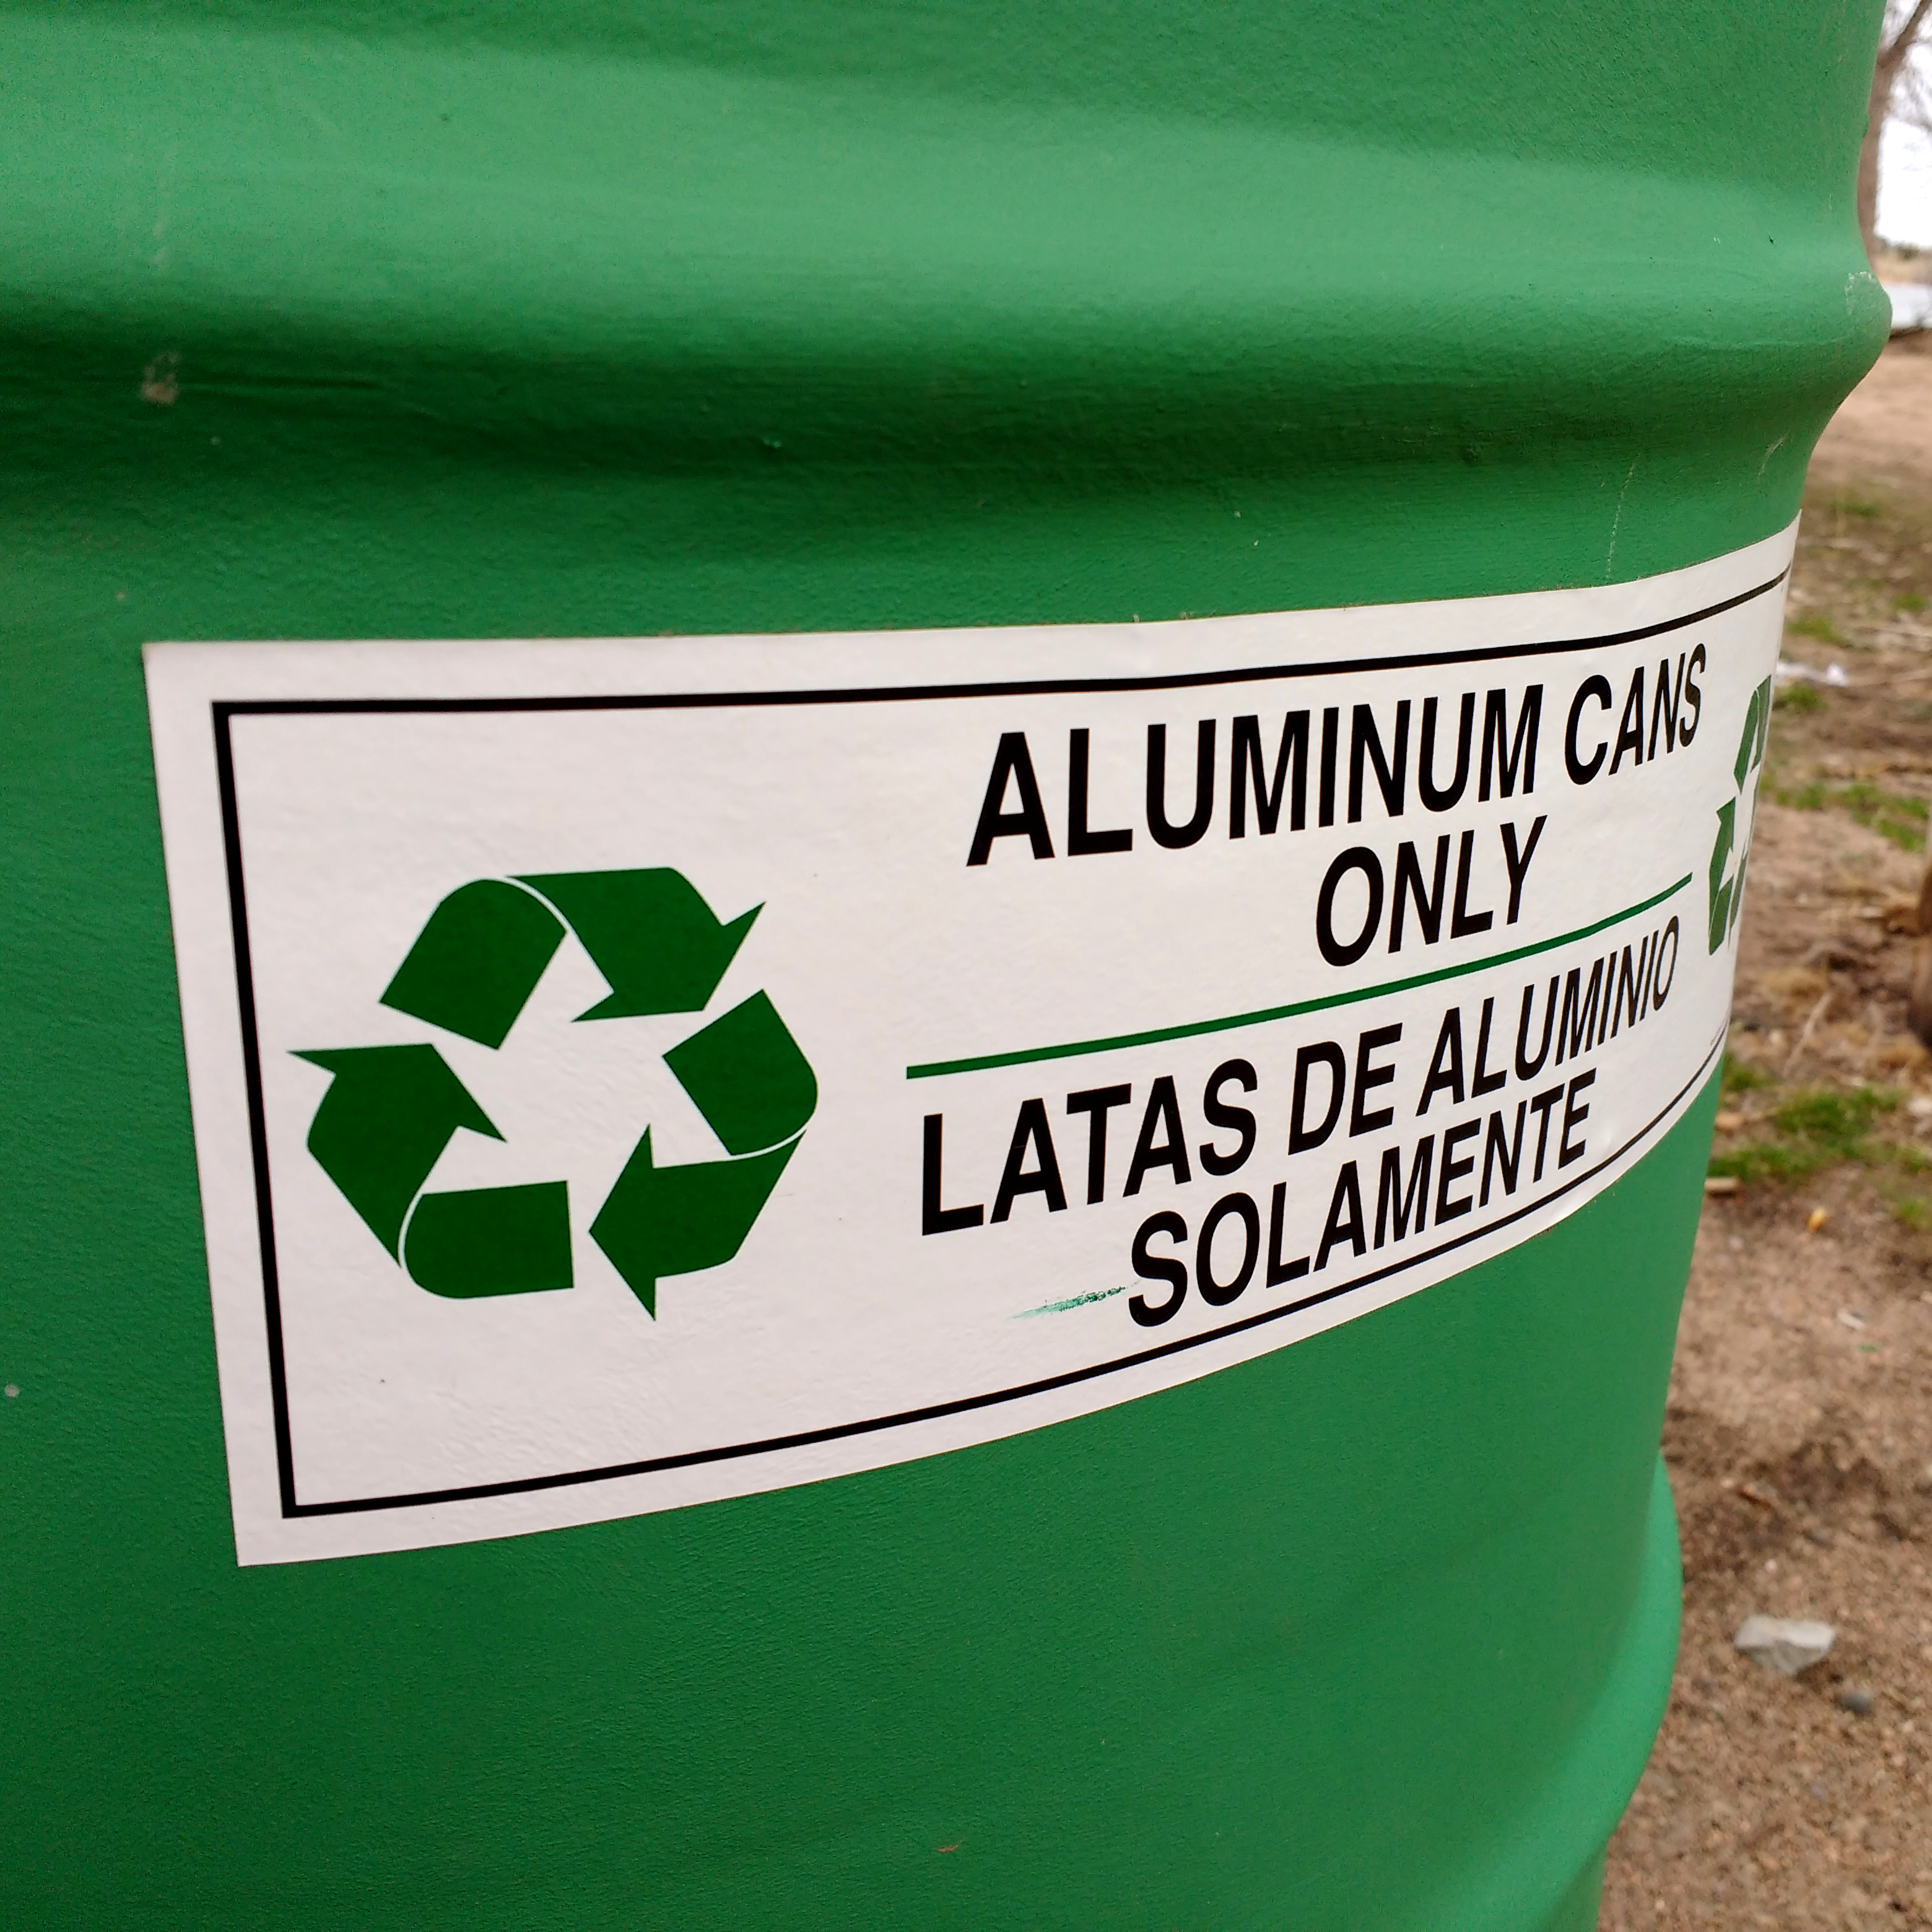 ALUMINUM CANS
ONLY
LATAS DE ALUMINIO
SOLAMENTE